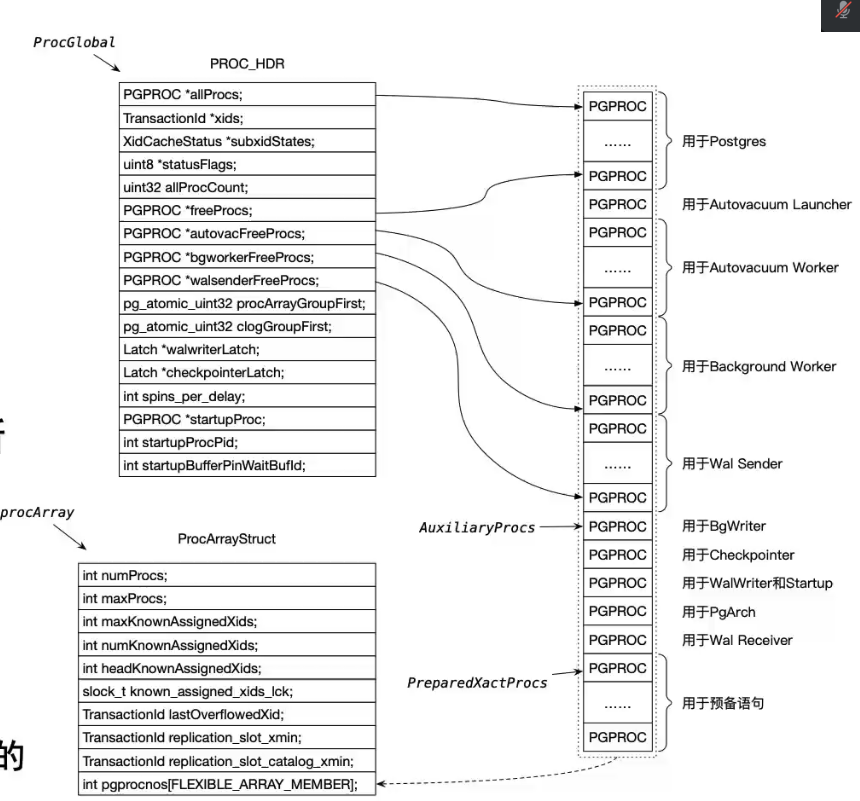 ProcGlobal
PROC_HDR
PGPROC *allProcs;
TransactionId *xids;
XidCacheStatus *subxidStates;
uint8 *statusFlags;
uint32 allProcCount;
PGPROC *freeProcs;
PGPROC *autovacFreeProcs;
PGPROC *bgworkerFreeProcs;
PGPROC *walsenderFreeProcs;
pg_atomic_uint32 procArrayGroupFirst;
pg_atomic_uint32 clogGroupFirst;
Latch *walwriterLatch;
Latch *checkpointerLatch;
int spins_per_delay;
PGPROC *startupProc;
int startupProcPid;
int startupBufferPinWaitBufId;
procArray
ProcArrayStruct
int numProcs;
int maxProcs;
int maxKnownAssignedXids;
int numKnownAssignedXids;
int headKnownAssignedXids;
slock_t known_assigned_xids_lck;
TransactionId lastOverflowedXid;
TransactionId replication_slot_xmin;
TransactionId replication_slot_catalog_xmin;
int pgprocnos[FLEXIBLE_ARRAY_MEMBER];
的
PGPROC
......
用于Postgres
PGPROC
PGPROC
用于Autovacuum Launcher
PGPROC
......
用于Autovacuum Worker
PGPROC
PGPROC
......
用于Background Worker
PGPROC
PGPROC
......
用于Wal Sender
PGPROC
AuxiliaryProcs
PGPROC
用于BgWriter
PGPROC
用于Checkpointer
PGPROC
用于WalWriter和Startup
PGPROC
用于PgArch
PGPROC
用于Wal Receiver
PreparedXactProcs
PGPROC
......
用于预备语句
PGPROC